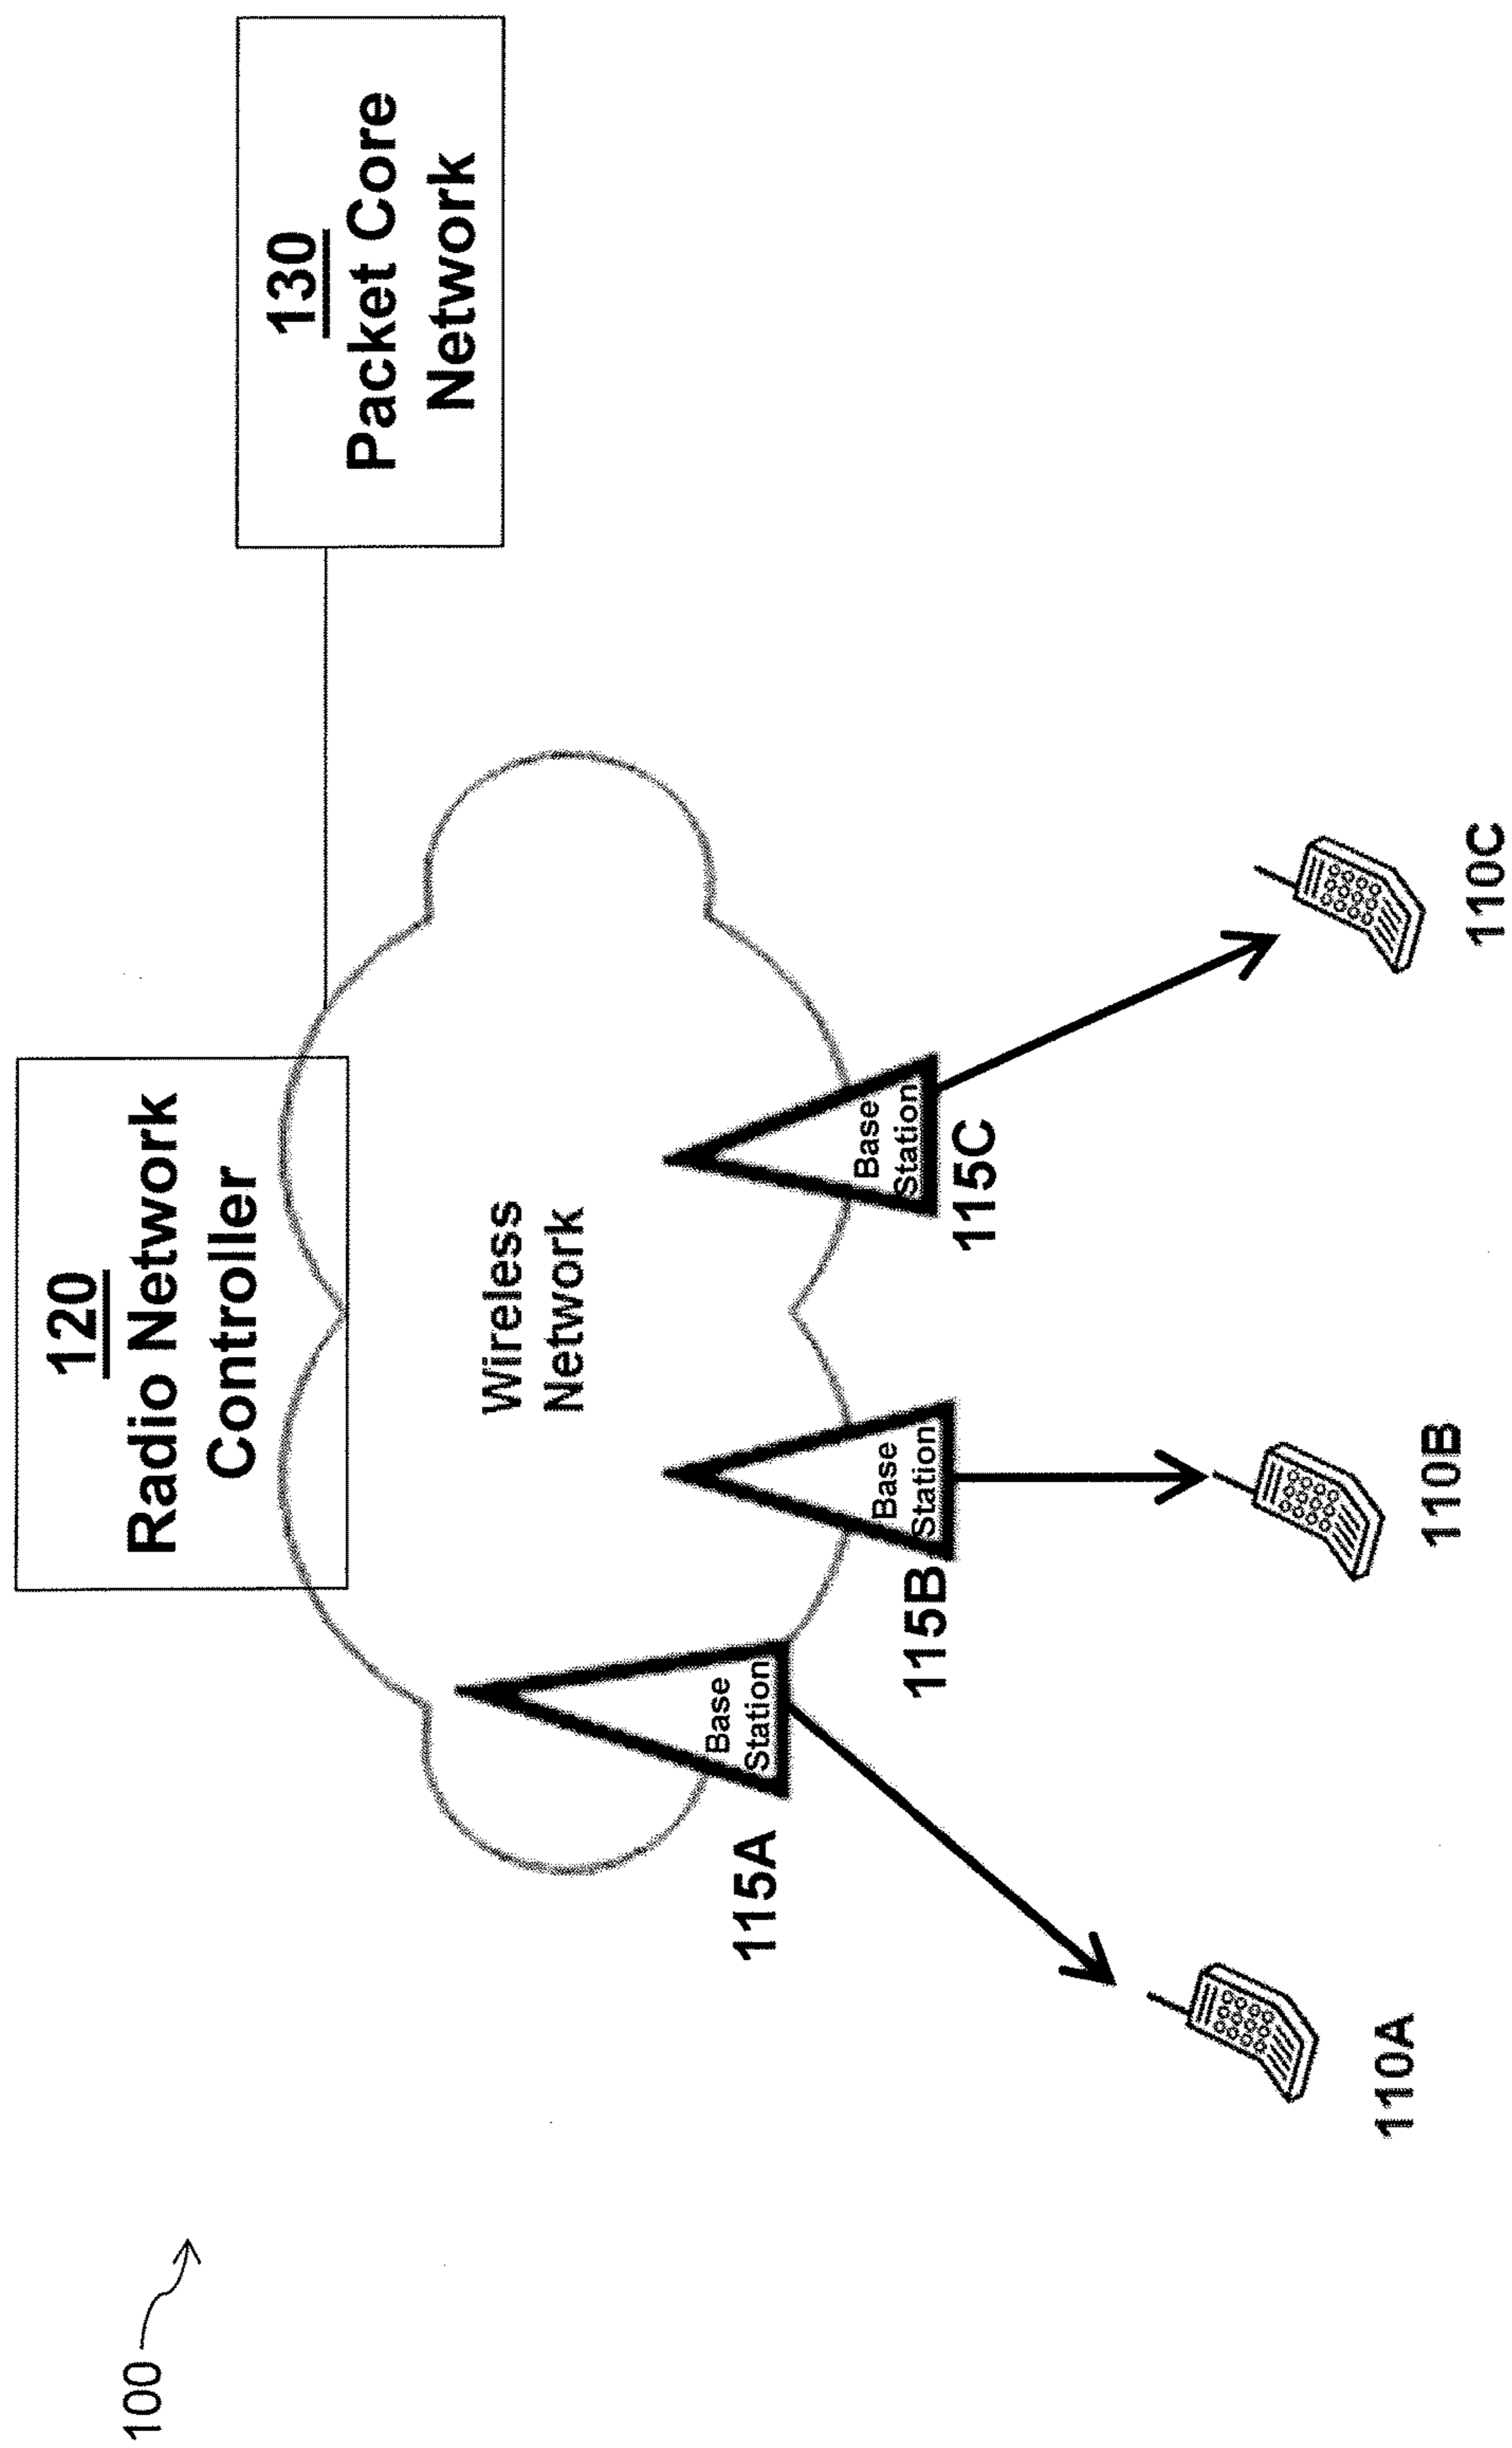 100
120
Radio Network
Controller
130
Packet Core
Network
Wireless
Network
Base
Station
115A
Base
Station
115B
Base
Station
115C
110A
110B
110C